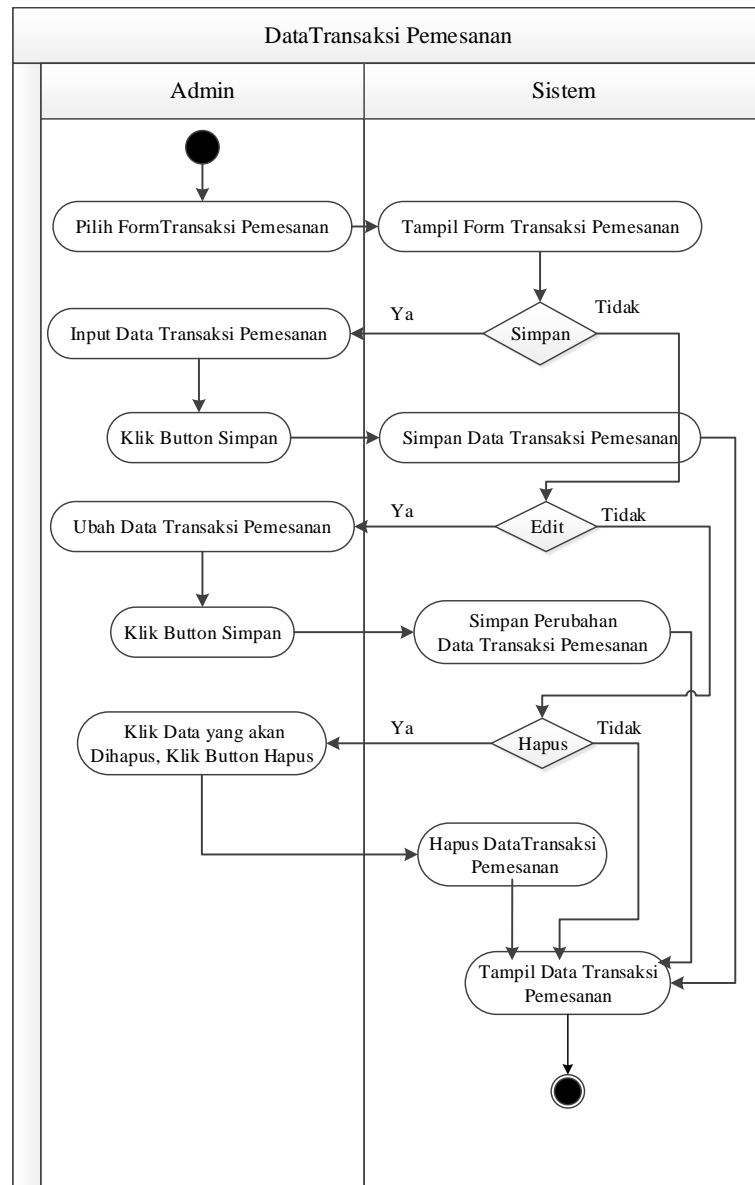 DataTransaksi Pemesanan
Admin
Sistem
Pilih FormTransaksi Pemesanan
Tampil Form Transaksi Pemesanan
Tidak
Ya
Input Data Transaksi Pemesanan
Simpan
Klik Button Simpan
Simpan Data Transaksi Pemesanan
Ya
Tidak
Ubah Data Transaksi Pemesanan
Edit
Klik Button Simpan
Simpan Perubahan
Data Transaksi Pemesanan
Klik Data yang akan
Dihapus, Klik Button Hapus
Ya
Hapus
Tidak
Hapus DataTransaksi
Pemesanan
Tampil Data Transaksi
Pemesanan